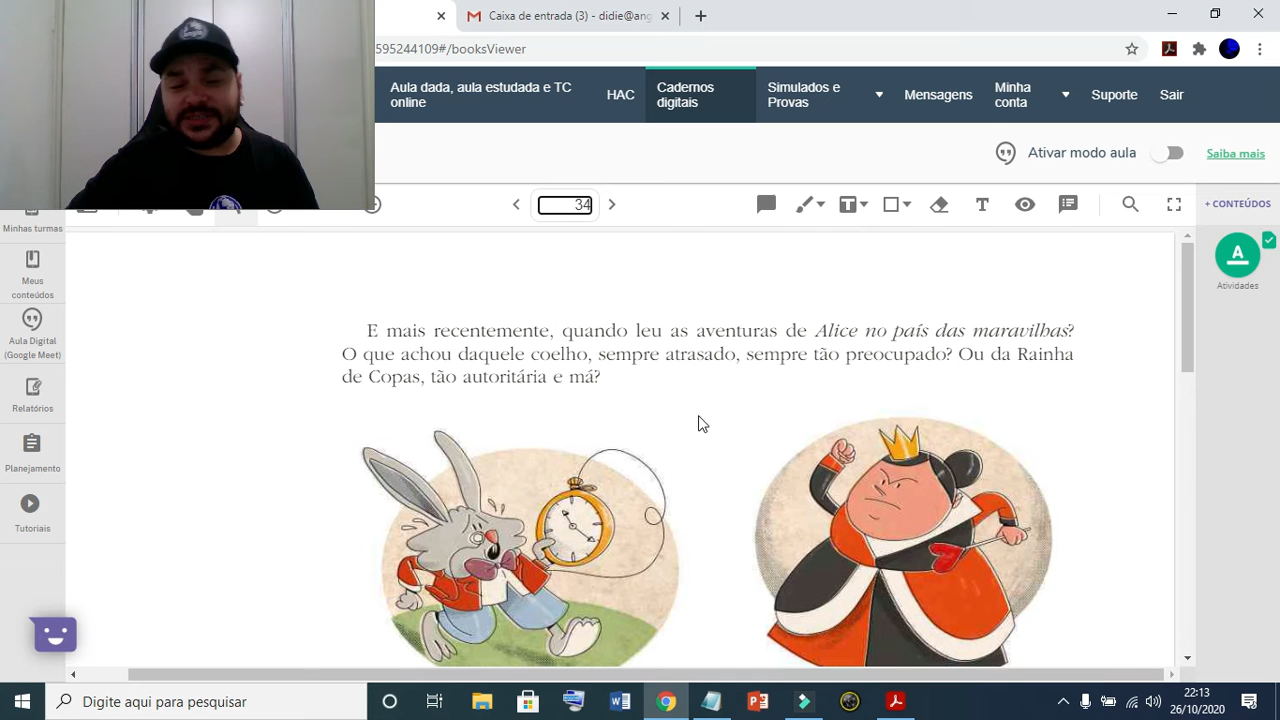 Caixa de entrada (3) - didie@ang
595244109#/booksViewer
Aula dada, aula estudada e TC online
HAC
Cadernos digitais
Simulados e Provas
Mensagens
Minha conta
Suporte
Sair
Ativar modo aula
Saiba mais
34
+ CONTEÚDOS
Minhas turmas
Meus conteúdos
Aula Digital (Google Meet)
Relatórios
Planejamento
Tutoriais
A
Atividades
E mais recentemente, quando leu as aventuras de Alice no país das maravilhas?
O que achou daquele coelho, sempre atrasado, sempre tão preocupado? Ou da Rainha
de Copas, tão autoritária e má?
Digite aqui para pesquisar
22:13
26/10/2020